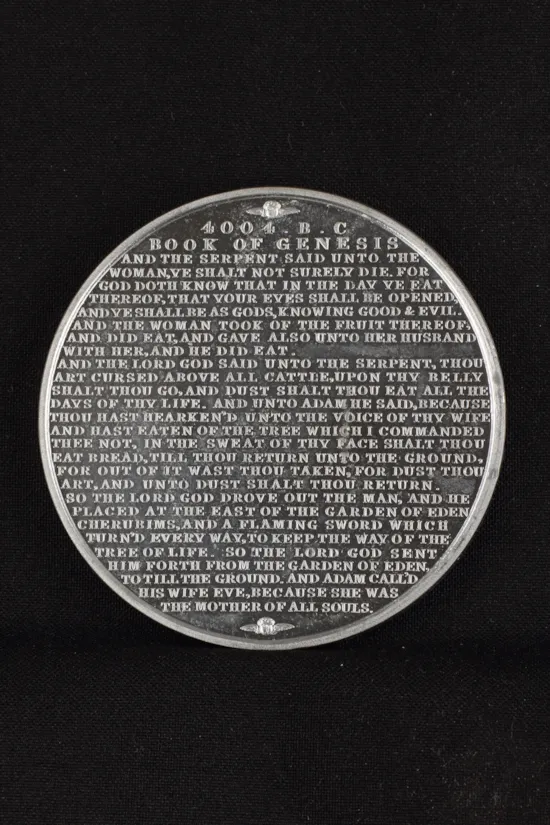 4004.B.C
BOOK OF GENESIS
AND THE SERPENT SAID UNTO THE
WOMAN,YE SHALT NOT SURELY DIE. FOR
GOD DOTH KNOW THAT IN THE DAY YE EAT
THEREOF, THAT YOUR EYES SHALL BE OPENED,
AND YE SHALL BE AS GODS, KNOWING GOOD & EVIL.
AND THE WOMAN TOOK OF THE FRUIT THEREOF,
AND DID EAT, AND GAVE ALSO UNTO HER HUSBAND
WITH HER, AND HE DID EAT.
AND THE LORD GOD SAID UNTO THE SERPENT, THOU
ART CURSED ABOVE ALL CATTLE, UPON THY BELLY
SHALT THOU GO, AND DUST SHALT THOU EAT ALL THE
DAYS OF THY LIFE. AND UNTO ADAM HE SAID, BECAUSE
THOU HAST HEARKEN'D UNTO THE VOICE OF THY WIFE
AND HAST EATEN OF THE TREE WHICH I COMMANDED
THEE NOT, IN THE SWEAT OF THY FACE SHALT THOU
EAT BREAD, TILL THOU RETURN UNTO THE GROUND,
FOR OUT OF IT WAST THOU TAKEN, FOR DUST THOU
ART, AND UNTO DUST SHALT THOU RETURN.
SO THE LORD GOD DROVE OUT THE MAN, AND HE
PLACED AT THE EAST OF THE GARDEN OF EDEN
CHERUBIMS, AND A FLAMING SWORD WHICH
TURN'D EVERY WAY, TO KEEP THE WAY OF THE
TREE OF LIFE. SO THE LORD GOD SENT
HIM FORTH FROM THE GARDEN OF EDEN,
TO TILL THE GROUND. AND ADAM CALL'D
HIS WIFE EVE, BECAUSE SHE WAS
THE MOTHER OF ALL SOULS.